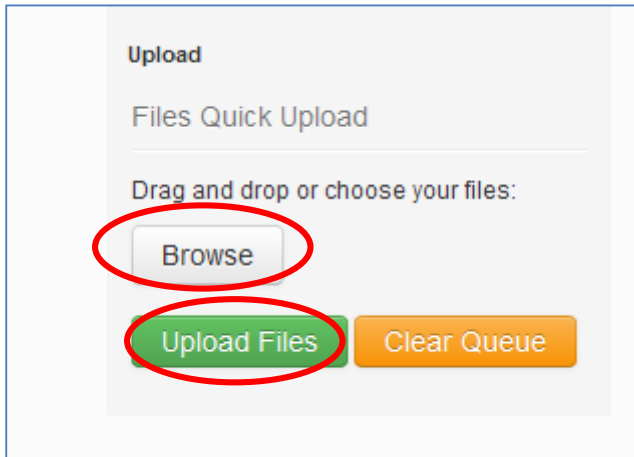 Upload
Files Quick Upload
Drag and drop or choose your files:
Browse
Upload Files Clear Queue